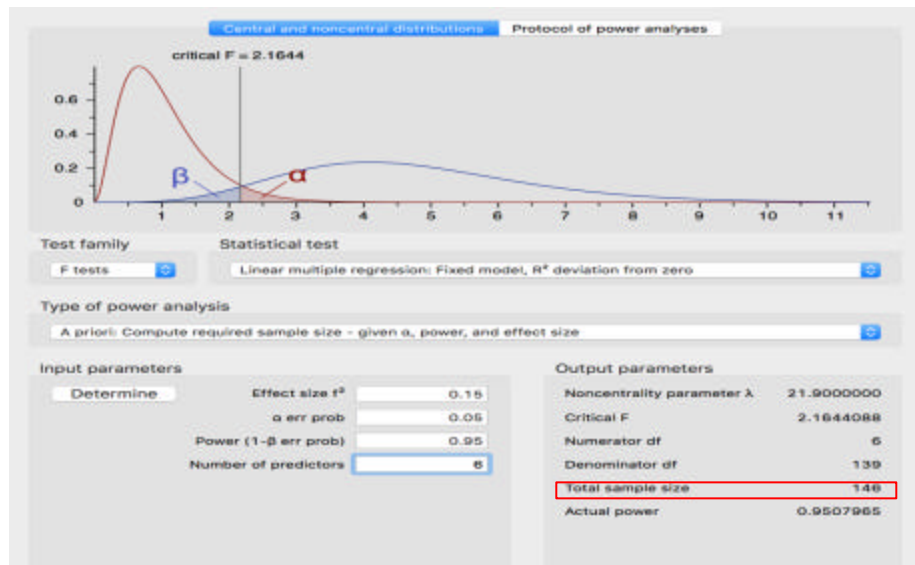 Central and noncentral distributions Protocol of power analyses
critical F = 2.1644
0.6
0.4
0.2
0
β
α
1 2 3 4 5 6 7 8 9 10 11
Test family Statistical test
F tests Linear multiple regression: Fixed model, R² deviation from zero
Type of power analysis
A priori: Compute required sample size - given α, power, and effect size
Input parameters Output parameters
Determine Effect size f² 0.15 Noncentrality parameter λ 21.9000000
α err prob 0.05 Critical F 2.1644088
Power (1-β err prob) 0.95 Numerator df 6
Number of predictors 6 Denominator df 139
Total sample size 146
Actual power 0.9507965